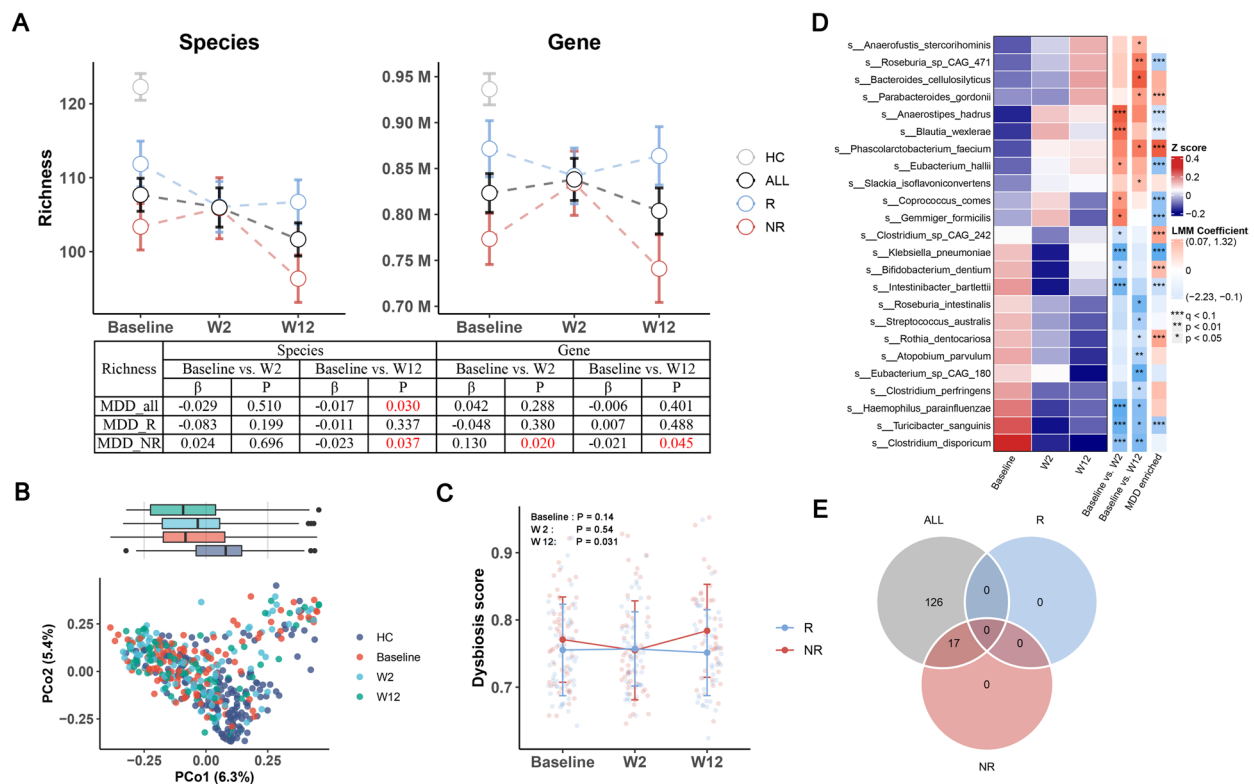 A
Species
Gene
Richness
120
110
100
0.95 M
0.90 M
0.85 M
0.80 M
0.75 M
0.70 M
Baseline W2 W12
Baseline W2 W12
HC
ALL
R
NR
Richness Species Gene
Baseline vs. W2 Baseline vs. W12 Baseline vs. W2 Baseline vs. W12
β P β P β P β P
MDD_all -0.029 0.510 -0.017 0.030 0.042 0.288 -0.006 0.401
MDD_R -0.083 0.199 -0.011 0.337 -0.048 0.380 0.007 0.488
MDD_NR 0.024 0.696 -0.023 0.037 0.130 0.020 -0.021 0.045
B
PCo2 (5.4%)
0.25
0.00
−0.25
−0.25 0.00 0.25
PCo1 (6.3%)
HC
Baseline
W2
W12
C
Baseline : P = 0.14
W 2 : P = 0.54
W 12: P = 0.031
Dysbiosis score
0.9
0.8
0.7
Baseline W2 W12
R
NR
D
s__Anaerofustis_stercorihominis *
s__Roseburia_sp_CAG_471 ** ***
s__Bacteroides_cellulosilyticus *
s__Parabacteroides_gordonii * ***
s__Anaerostipes_hadrus *** ***
s__Blautia_wexlerae *** ***
s__Phascolarctobacterium_faecium * ***
s__Eubacterium_hallii * ***
s__Slackia_isoflavoniconvertens *
s__Coprococcus_comes * ***
s__Gemmiger_formicilis * ***
s__Clostridium_sp_CAG_242 * ***
s__Klebsiella_pneumoniae *** ***
s__Bifidobacterium_dentium * ***
s__Intestinibacter_bartlettii *** ***
s__Roseburia_intestinalis *
s__Streptococcus_australis *
s__Rothia_dentocariosa * ***
s__Atopobium_parvulum **
s__Eubacterium_sp_CAG_180 **
s__Clostridium_perfringens *
s__Haemophilus_parainfluenzae *** *
s__Turicibacter_sanguinis *** * ***
s__Clostridium_disporicum *** **
Baseline W2 W12 Baseline vs. W2 Baseline vs. W12 MDD enriched
Z score
0.4
0.2
0
−0.2
LMM Coefficient
(0.07, 1.32)
0
(−2.23, −0.1)
*** q < 0.1
** p < 0.01
* p < 0.05
E
ALL R
126 0 0
0
17 0
0
NR